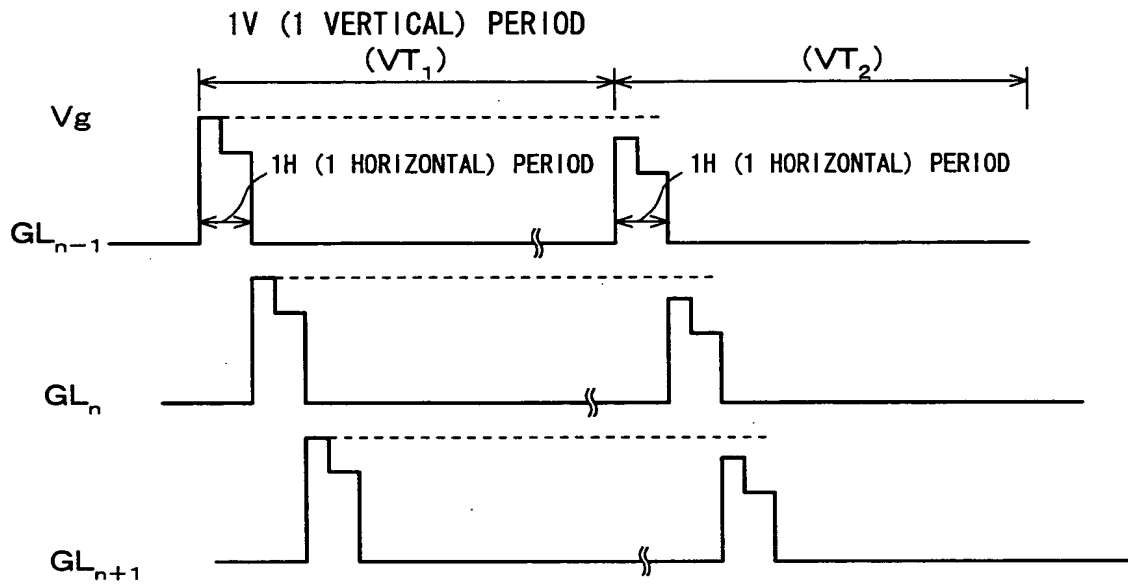 1V (1 VERTICAL) PERIOD
(VT₁) (VT₂)
Vg
1H (1 HORIZONTAL) PERIOD 1H (1 HORIZONTAL) PERIOD
GLₙ₋₁
GLₙ
GLₙ₊₁